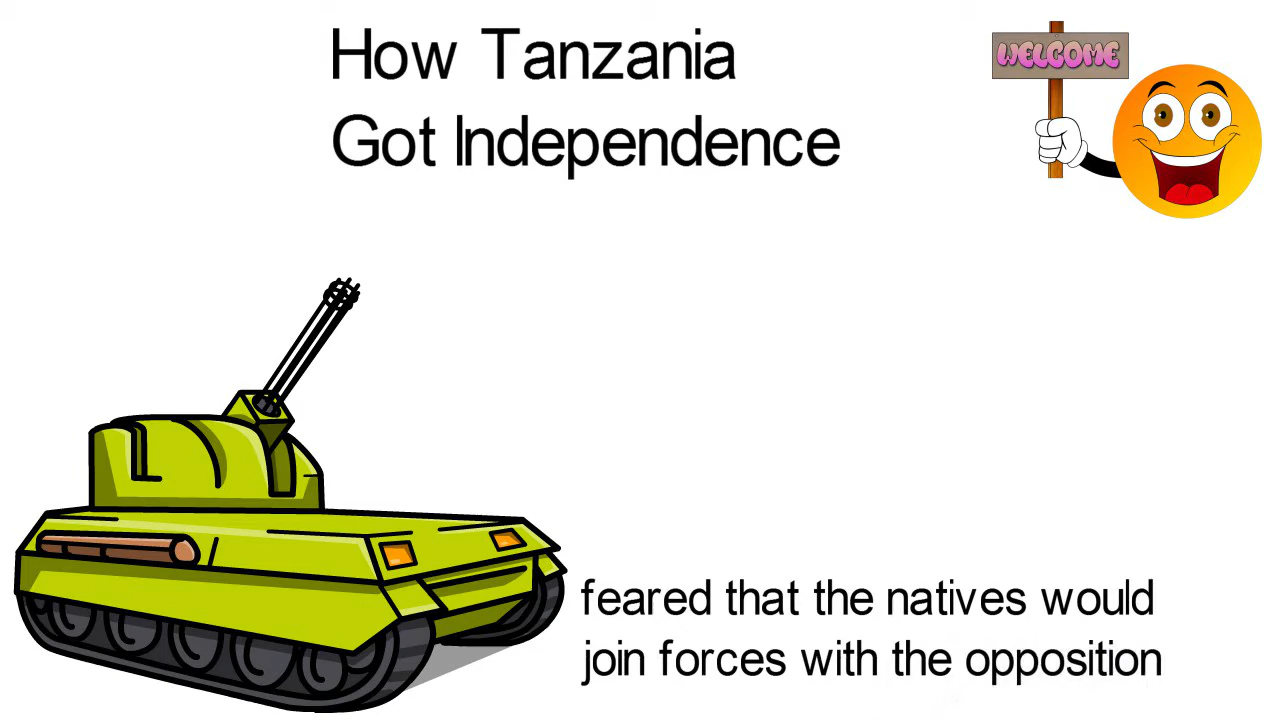 How Tanzania
Got Independence
WELCOME
feared that the natives would
join forces with the opposition